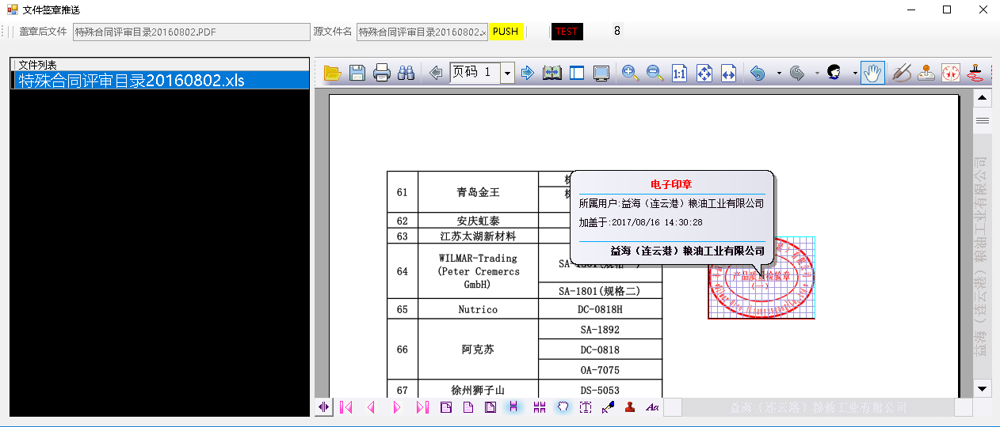 文件签章推送
盖章后文件 特殊合同评审目录20160802.PDF 源文件名 特殊合同评审目录20160802.x PUSH TEST 8
文件列表
特殊合同评审目录20160802.xls
页码 1
1:1
电子印章
所属用户:益海（连云港）粮油工业有限公司
加盖于:2017/08/16 14:30:28
益海（连云港）粮油工业有限公司
61 青岛金王
62 安庆虹泰
63 江苏太湖新材料
64 WILMAR-Trading (Peter Cremercs GmbH)
SA-1801(规格二)
65 Nutrico DC-0818H
66 阿克苏 SA-1892
DC-0818
OA-7075
67 徐州狮子山 DS-5053
产品质量检验章
(一)
益海（连云港）粮油工业有限公司
益海（连云港）粮油工业有限公司